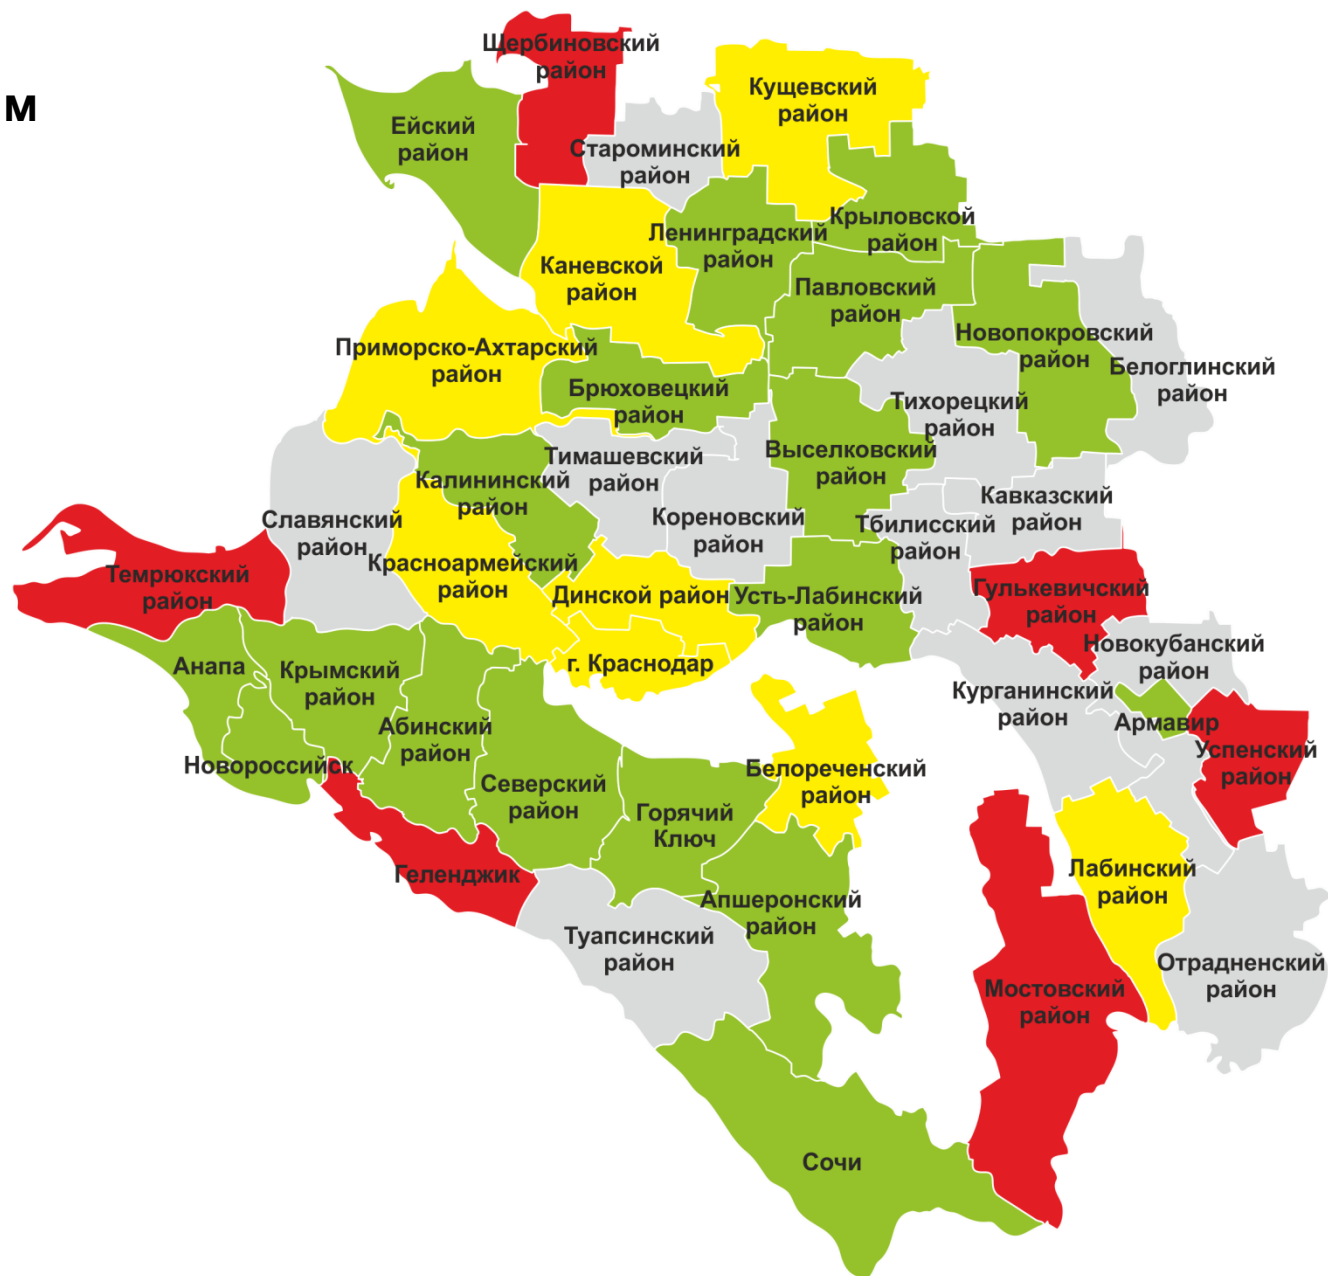 Щербиновский
район
Кущевский
район
м
Ейский
район
Староминский
район
Ленинградский
район
Крыловской
район
Каневской
район
Павловский
район
Новопокровский
район
Приморско-Ахтарский
район
Белоглинский
район
Брюховецкий
район
Тихорецкий
район
Тимашевский
район
Выселковский
район
Калининский
район
Кавказский
район
Славянский
район
Кореновский
район
Тбилисский
район
Красноармейский
район
Темрюкский
район
Динской район
Усть-Лабинский
район
Гулькевичский
район
Новокубанский
район
Анапа
Крымский
район
г. Краснодар
Курганинский
район
Армавир
Абинский
район
Успенский
район
Новороссийск
Белореченский
район
Северский
район
Горячий
Ключ
Геленджик
Лабинский
район
Апшеронский
район
Туапсинский
район
Отрадненский
район
Мостовский
район
Сочи